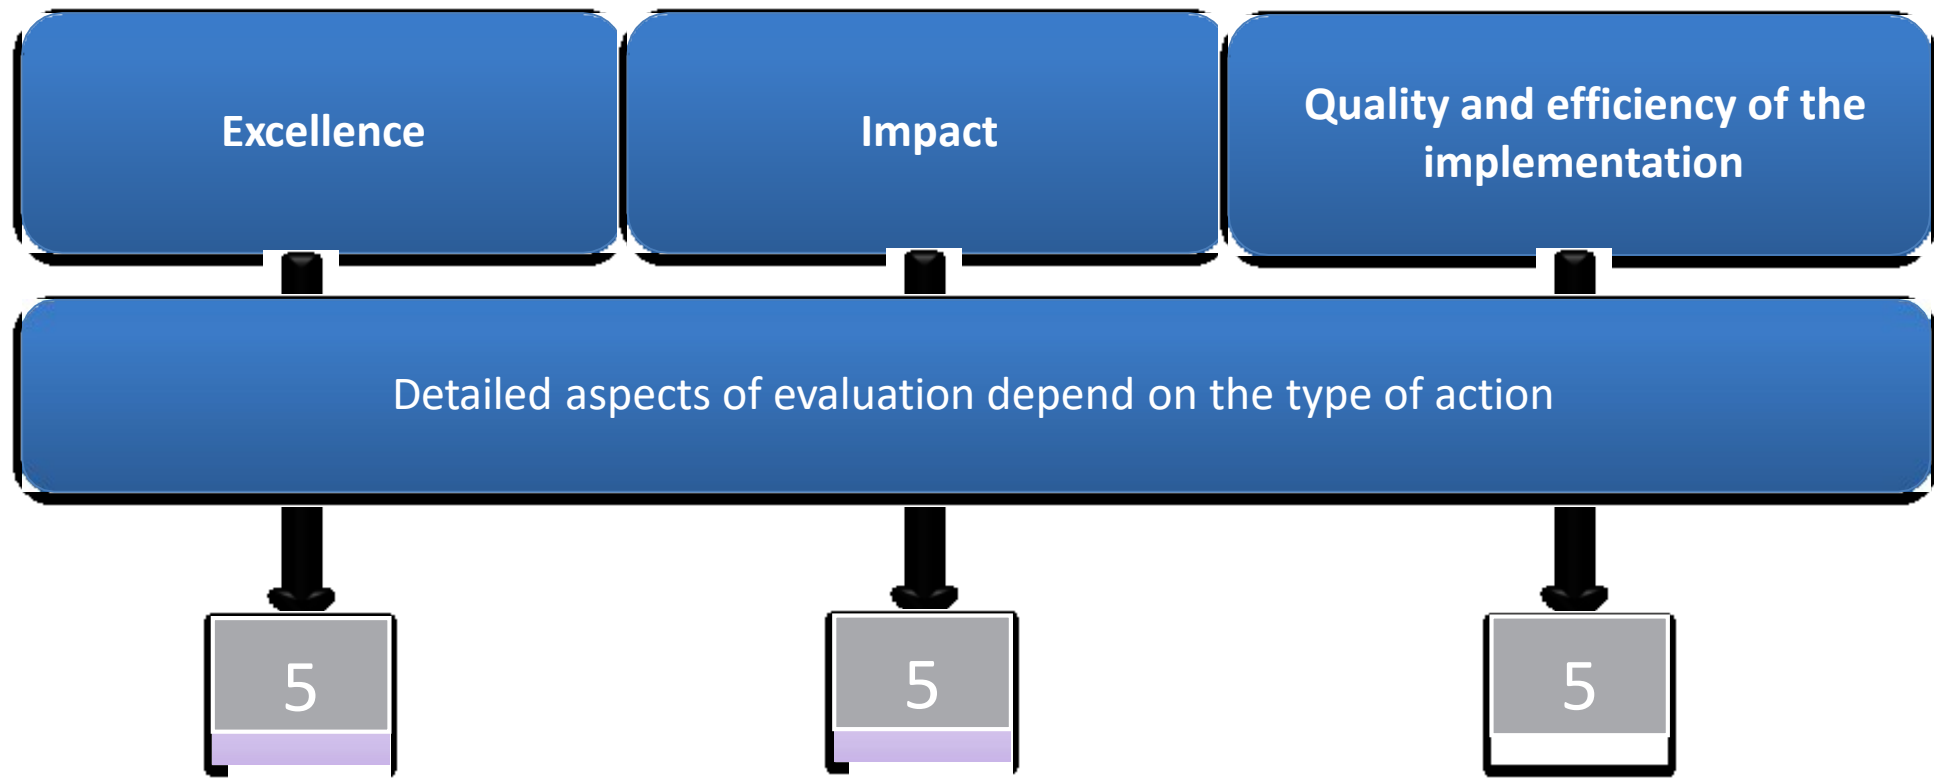 Excellence
Impact
Quality and efficiency of the
implementation
Detailed aspects of evaluation depend on the type of action
5
5
5